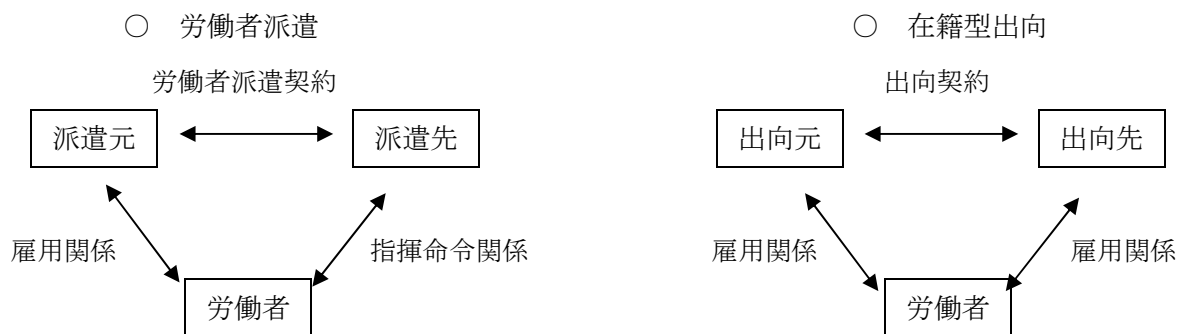 ○ 労働者派遣
労働者派遣契約
派遣元
派遣先
雇用関係
指揮命令関係
労働者
○ 在籍型出向
出向契約
出向元
出向先
雇用関係
雇用関係
労働者